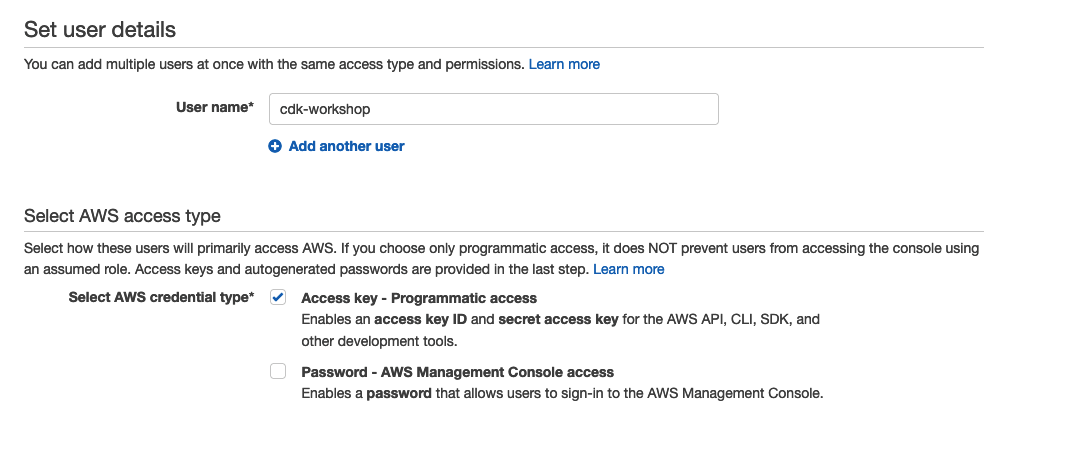 Set user details
You can add multiple users at once with the same access type and permissions. Learn more
User name* cdk-workshop
Add another user
Select AWS access type
Select how these users will primarily access AWS. If you choose only programmatic access, it does NOT prevent users from accessing the console using
an assumed role. Access keys and autogenerated passwords are provided in the last step. Learn more
Select AWS credential type* Access key - Programmatic access
Enables an access key ID and secret access key for the AWS API, CLI, SDK, and
other development tools.
Password - AWS Management Console access
Enables a password that allows users to sign-in to the AWS Management Console.